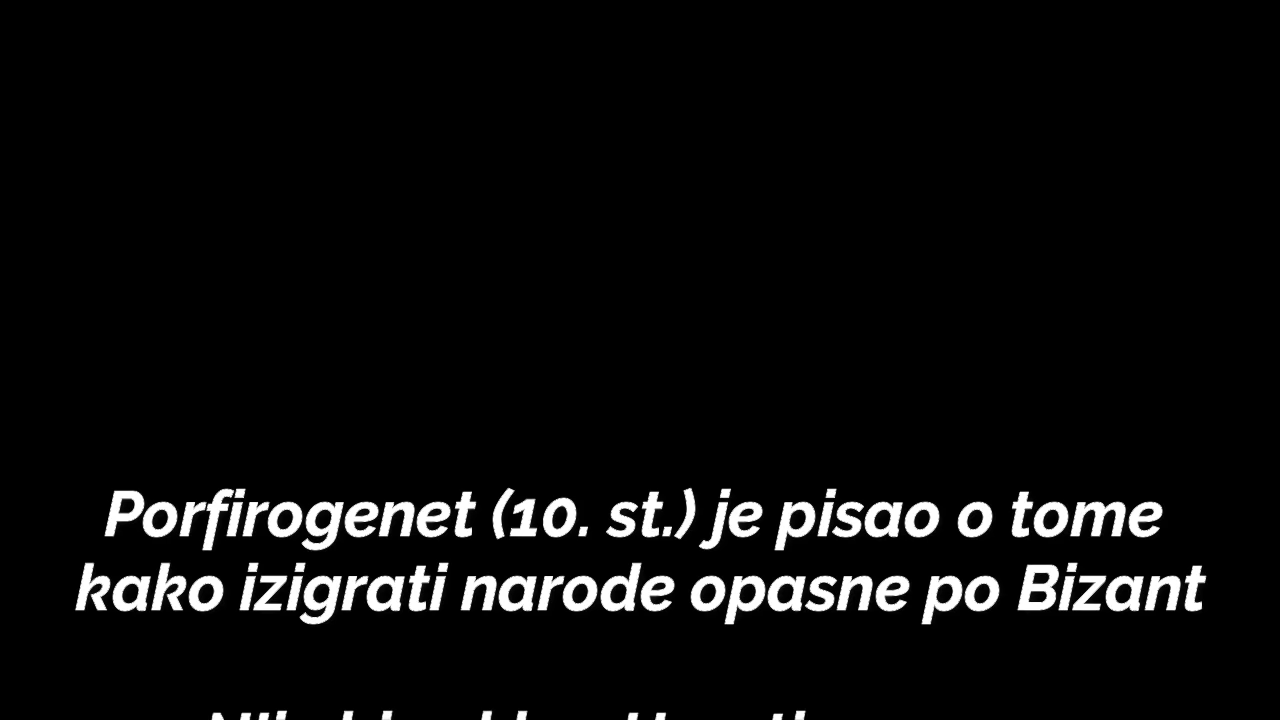 Porfirogenet (10. st.) je pisao o tome
kako izigrati narode opasne po Bizant